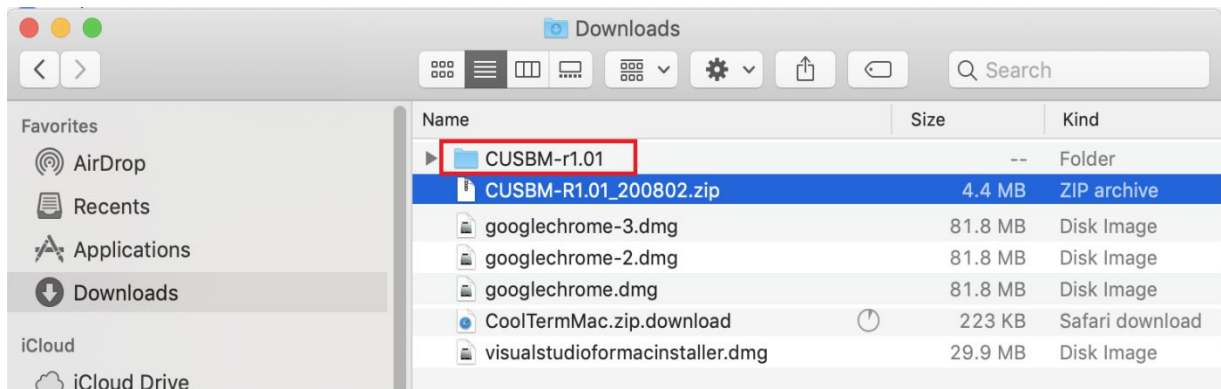 Downloads
Search
Favorites
AirDrop
Recents
Applications
Downloads
iCloud
iCloud Drive
Name Size Kind
CUSBM-r1.01 -- Folder
CUSBM-R1.01_200802.zip 4.4 MB ZIP archive
googlechrome-3.dmg 81.8 MB Disk Image
googlechrome-2.dmg 81.8 MB Disk Image
googlechrome.dmg 81.8 MB Disk Image
CoolTermMac.zip.download 223 KB Safari download
visualstudioformacinstaller.dmg 29.9 MB Disk Image